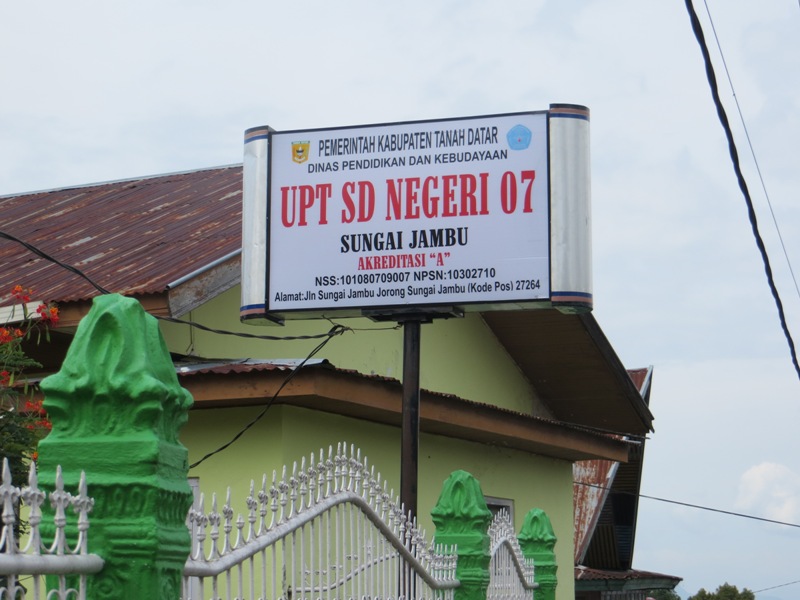 PEMERINTAH KABUPATEN TANAH DATAR
DINAS PENDIDIKAN DAN KEBUDAYAAN
UPT SD NEGERI 07
SUNGAI JAMBU
AKREDITASI "A"
NSS:101080709007 NPSN:10302710
Alamat:Jln Sungai Jambu Jorong Sungai Jambu (Kode Pos) 27264